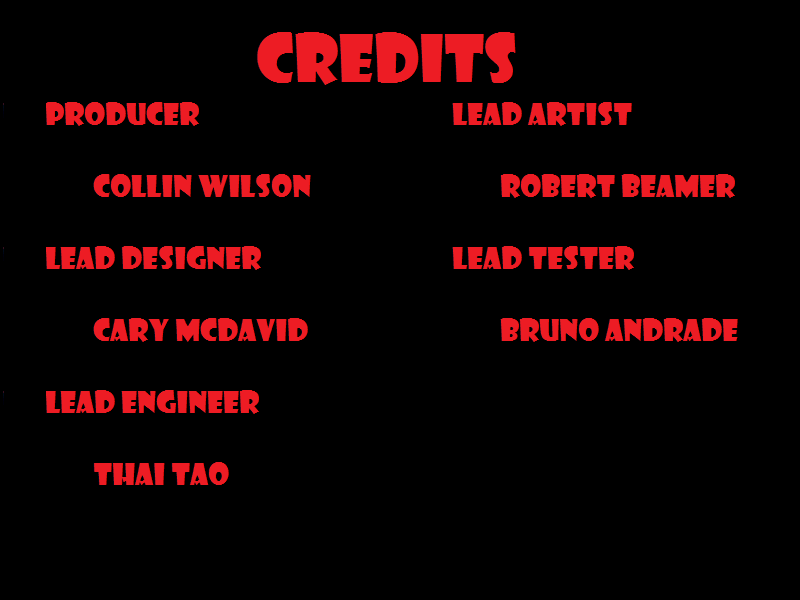 CREDITS
PRODUCER
COLLIN WILSON
LEAD DESIGNER
CARY MCDAVID
LEAD ENGINEER
THAI TAO
LEAD ARTIST
ROBERT BEAMER
LEAD TESTER
BRUNO ANDRADE